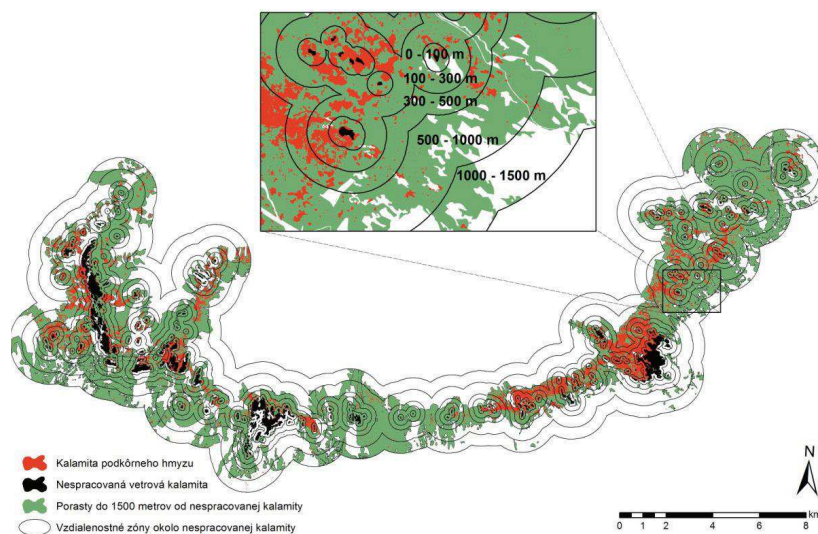 0 - 100 m
100 - 300 m
300 - 500 m
500 - 1000 m
1000 - 1500 m
Kalamita podkôrneho hmyzu
Nespracovaná vetrová kalamita
Porasty do 1500 metrov od nespracovanej kalamity
Vzdialenostné zóny okolo nespracovanej kalamity
N
0 1 2 4 6 8
km